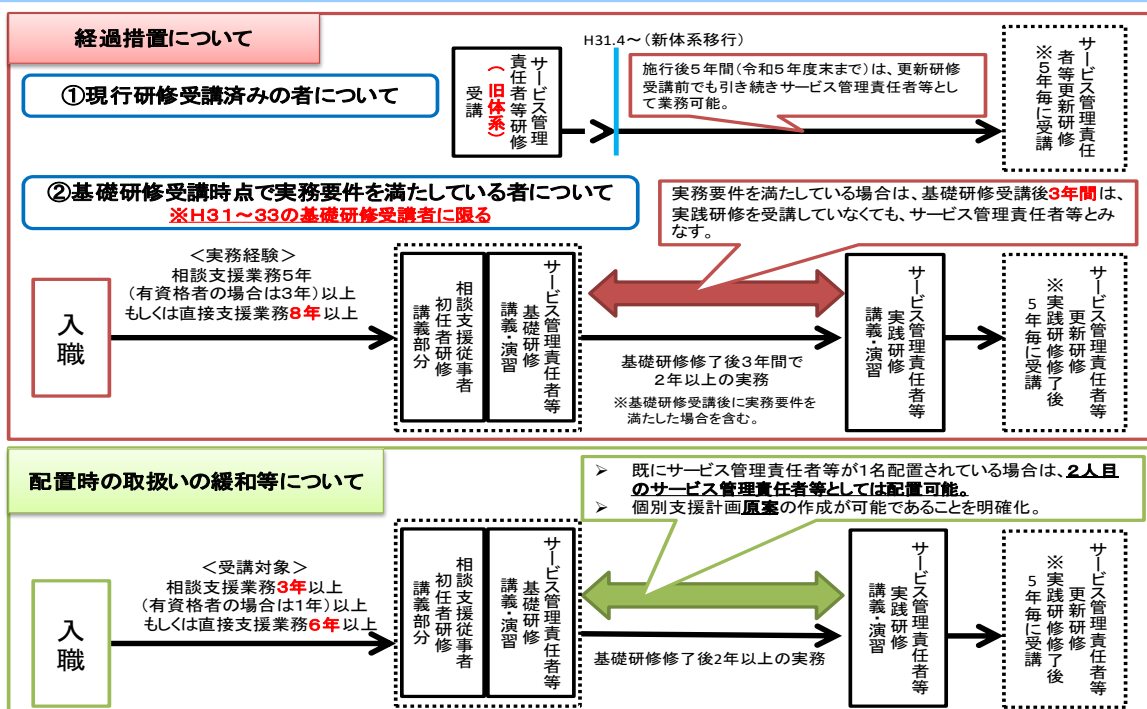 経過措置について
H31.4～（新体系移行）
①現行研修受講済みの者について
サービス管理
責任者等研修
（旧体系）
受講
施行後５年間（令和５年度末まで）は、更新研修
受講前でも引き続きサービス管理責任者等とし
て業務可能。
サービス管理責任
者等更新研修
※５年毎に受講
②基礎研修受講時点で実務要件を満たしている者について
※H31～33の基礎研修受講者に限る
実務要件を満たしている場合は、基礎研修受講後3年間は、
実践研修を受講していなくても、サービス管理責任者等とみ
なす。
入職
＜実務経験＞
相談支援業務5年
(有資格者の場合は3年)以上
もしくは直接支援業務8年以上
相談支援従事者
初任者研修
講義部分
サービス管理責任者等
基礎研修
講義・演習
基礎研修修了後３年間で
２年以上の実務
※基礎研修受講後に実務要件を
満たした場合を含む。
サービス管理責任者等
実践研修
講義・演習
サービス管理責任者等
更新研修
※実践研修修了後
５年毎に受講
配置時の取扱いの緩和等について
➢ 既にサービス管理責任者等が1名配置されている場合は、２人目
のサービス管理責任者等としては配置可能。
➢ 個別支援計画原案の作成が可能であることを明確化。
入職
＜受講対象＞
相談支援業務3年以上
(有資格者の場合は1年)以上
もしくは直接支援業務6年以上
相談支援従事者
初任者研修
講義部分
サービス管理責任者等
基礎研修
講義・演習
基礎研修修了後2年以上の実務
サービス管理責任者等
実践研修
講義・演習
サービス管理責任者等
更新研修
※実践研修修了後
５年毎に受講